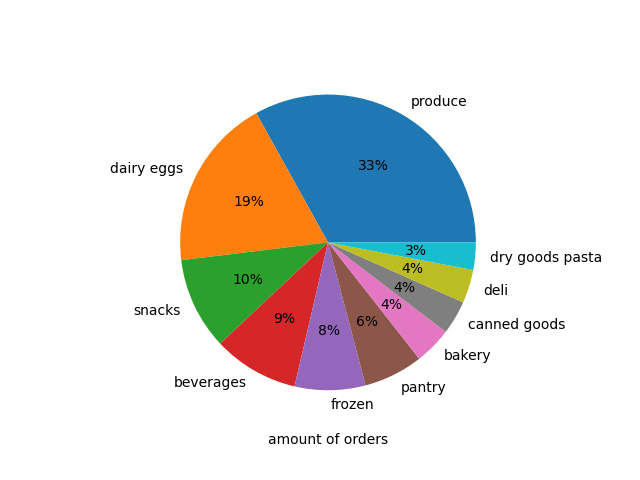 produce
33%
dairy eggs
19%
dry goods pasta
3%
4%
deli
10%
4%
snacks
canned goods
4%
9%
6%
8%
bakery
beverages
pantry
frozen
amount of orders